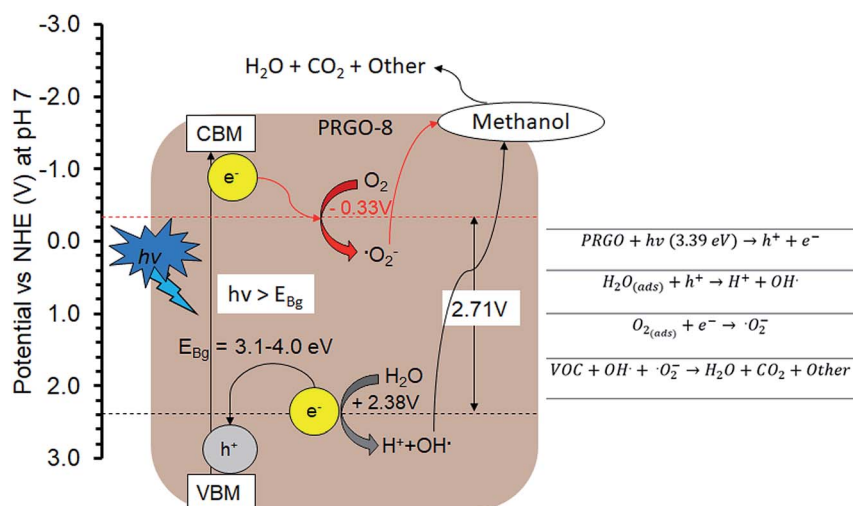 Potential vs NHE (V) at pH 7
-3.0
-2.0
-1.0
0.0
1.0
2.0
3.0
H₂O + CO₂ + Other
Methanol
PRGO-8
CBM
e⁻
O₂
- 0.33V
·O₂⁻
hv
hv > E_Bg
2.71V
E_Bg = 3.1-4.0 eV
H₂O
+ 2.38V
e⁻
H⁺+OH·
h⁺
VBM
PRGO + hv (3.39 eV) → h⁺ + e⁻
H₂O₍ads₎ + h⁺ → H⁺ + OH·
O₂₍ads₎ + e⁻ → ·O₂⁻
VOC + OH· + ·O₂⁻ → H₂O + CO₂ + Other